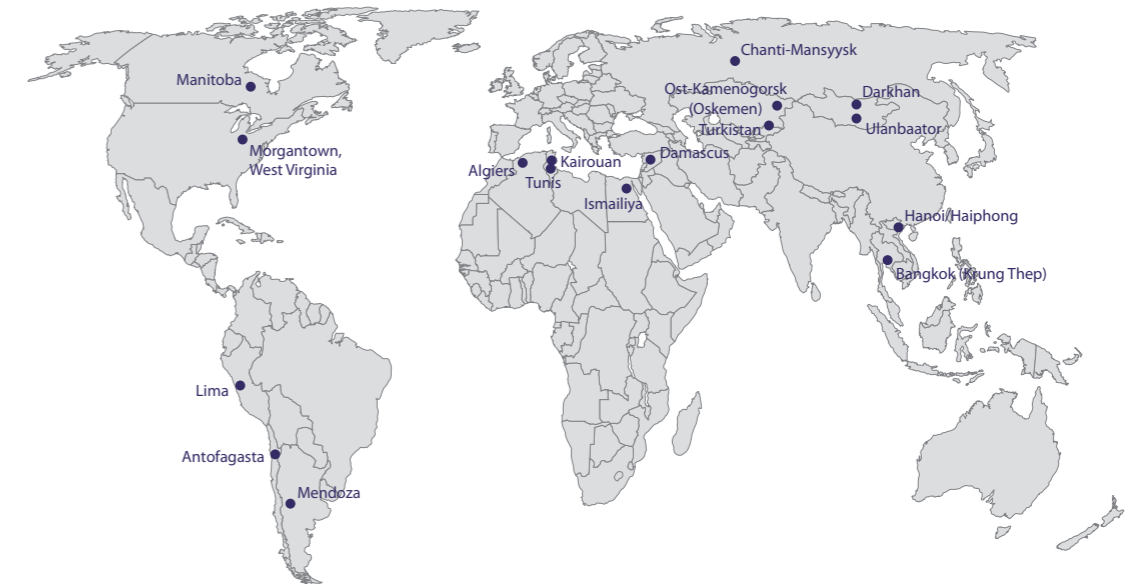 Chanti-Mansyysk
Manitoba
Ost-Kamenogorsk
(Oskemen)
Darkhan
Turkistan
Ulanbaator
Morgantown,
West Virginia
Algiers
Kairouan
Tunis
Damascus
Ismailiya
Hanoi/Haiphong
Bangkok (Krung Thep)
Lima
Antofagasta
Mendoza